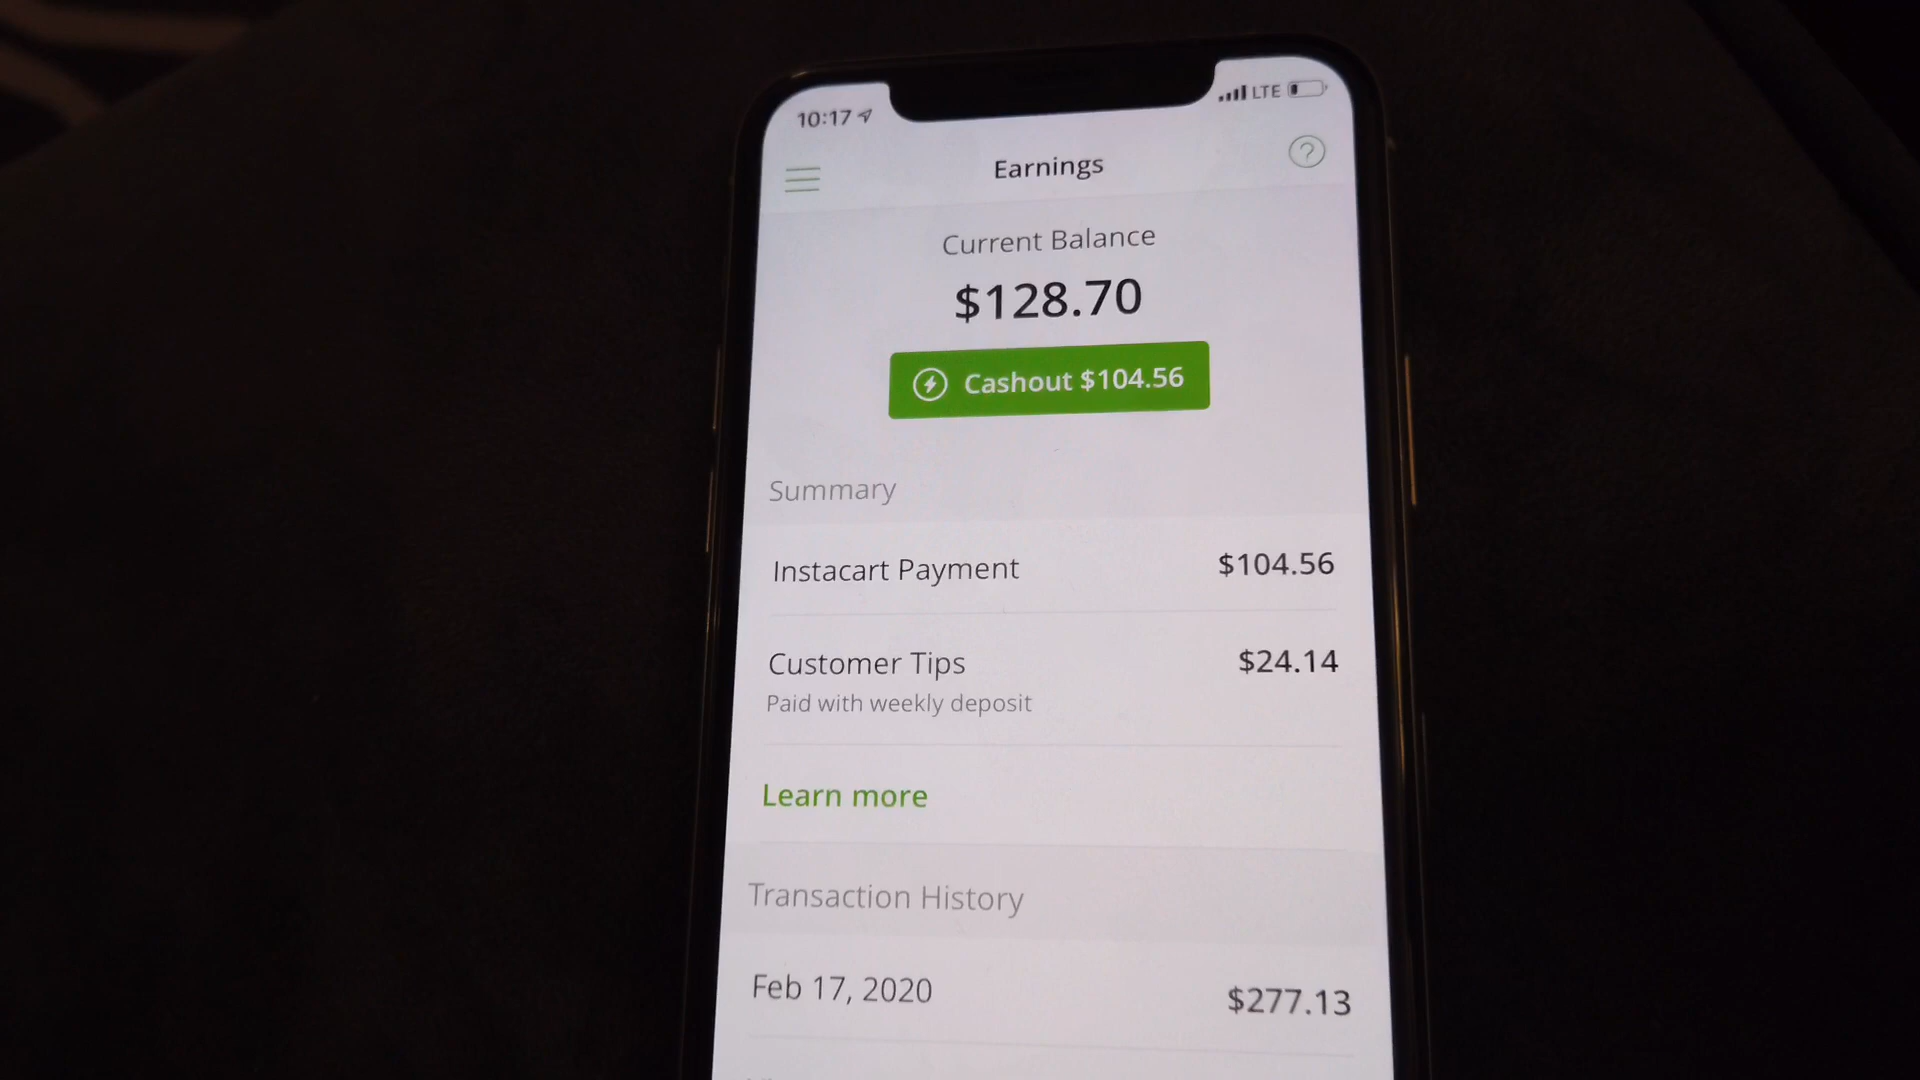 10:17
LTE
Earnings
?
Current Balance
$128.70
Cashout $104.56
Summary
Instacart Payment $104.56
Customer Tips $24.14
Paid with weekly deposit
Learn more
Transaction History
Feb 17, 2020 $277.13